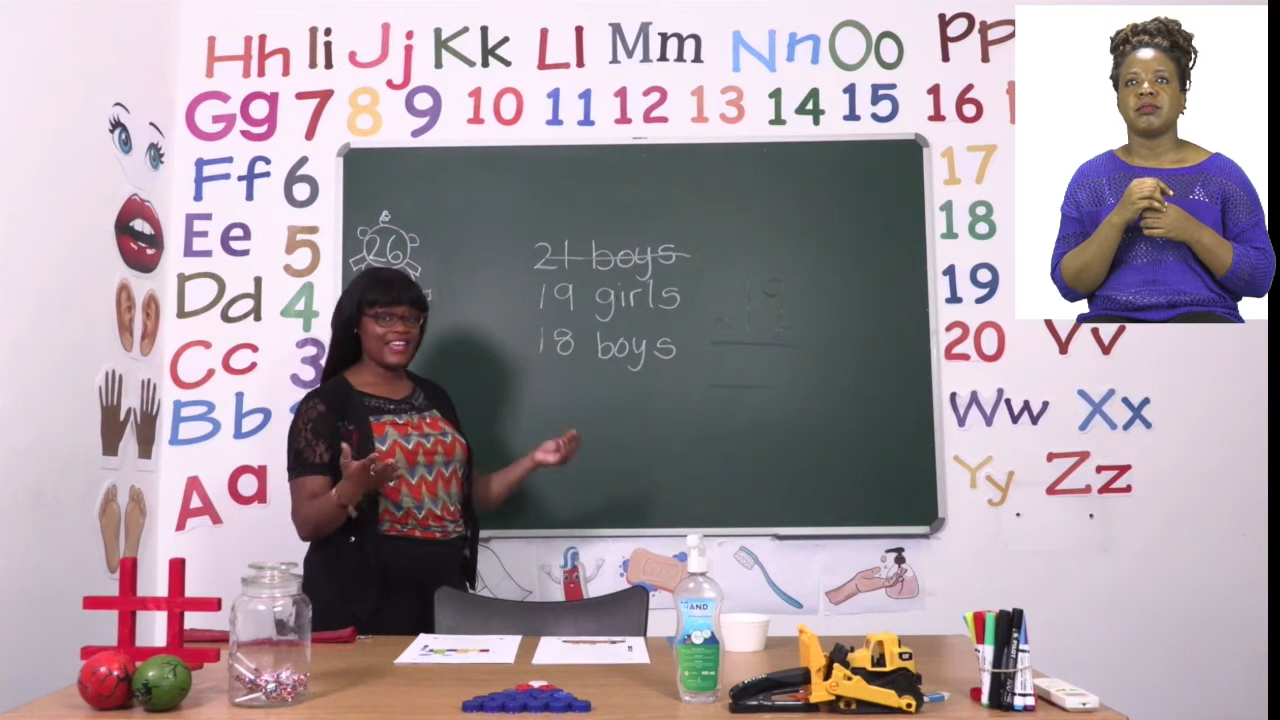 Hh Ii Jj Kk Ll Mm Nn Oo Pp
Gg 7 8 9 10 11 12 13 14 15 16
Ff 6
Ee 5
Dd 4
Cc 3
Bb
Aa
17
18
19
20
Vv
Ww Xx
Yy Zz
26
21 boys
19 girls
18 boys
HAND
CAT